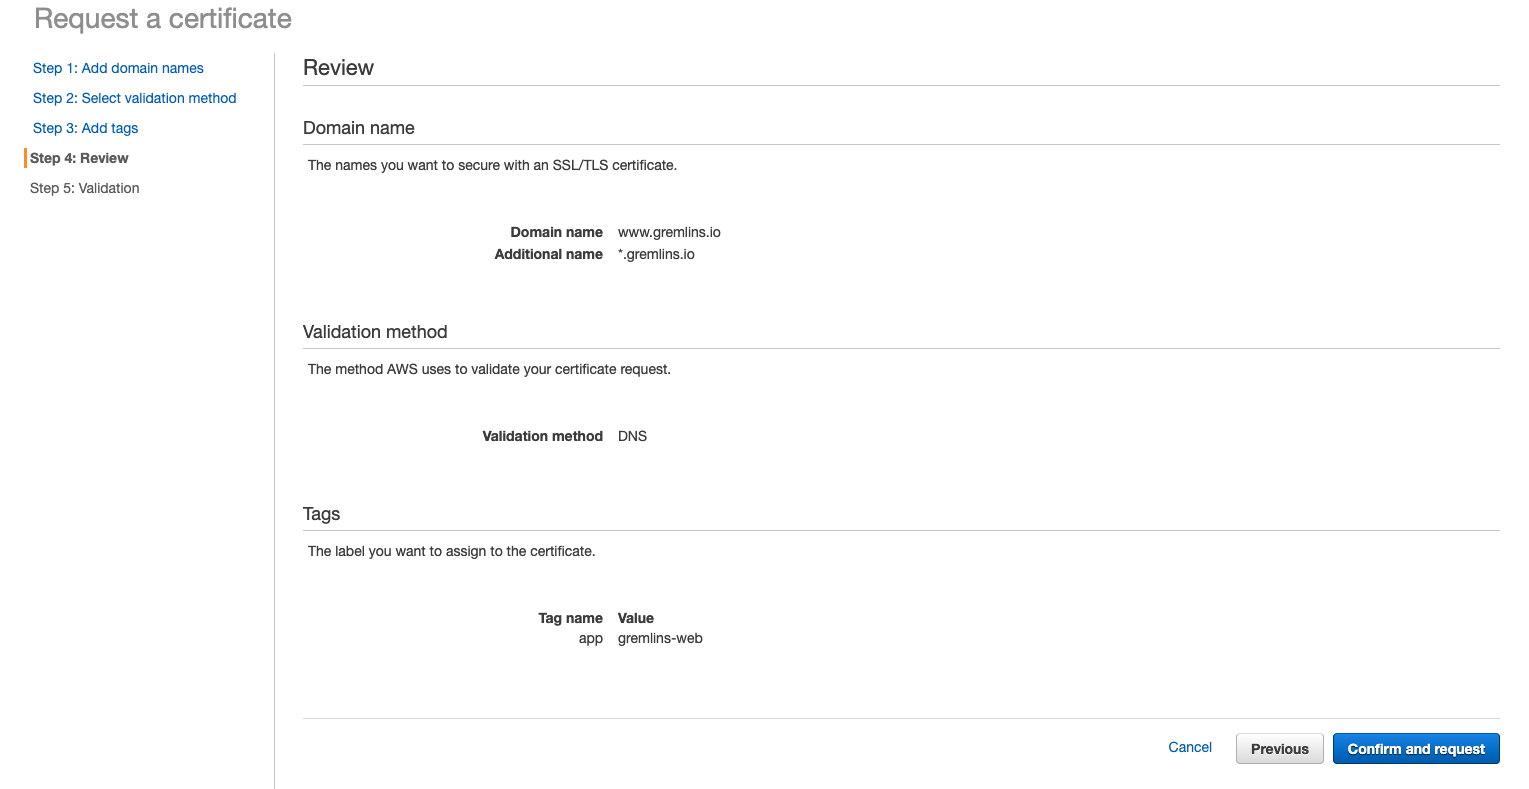 Request a certificate
Step 1: Add domain names
Step 2: Select validation method
Step 3: Add tags
Step 4: Review
Step 5: Validation
Review
Domain name
The names you want to secure with an SSL/TLS certificate.
Domain name www.gremlins.io
Additional name *.gremlins.io
Validation method
The method AWS uses to validate your certificate request.
Validation method DNS
Tags
The label you want to assign to the certificate.
Tag name Value
app gremlins-web
Cancel Previous Confirm and request